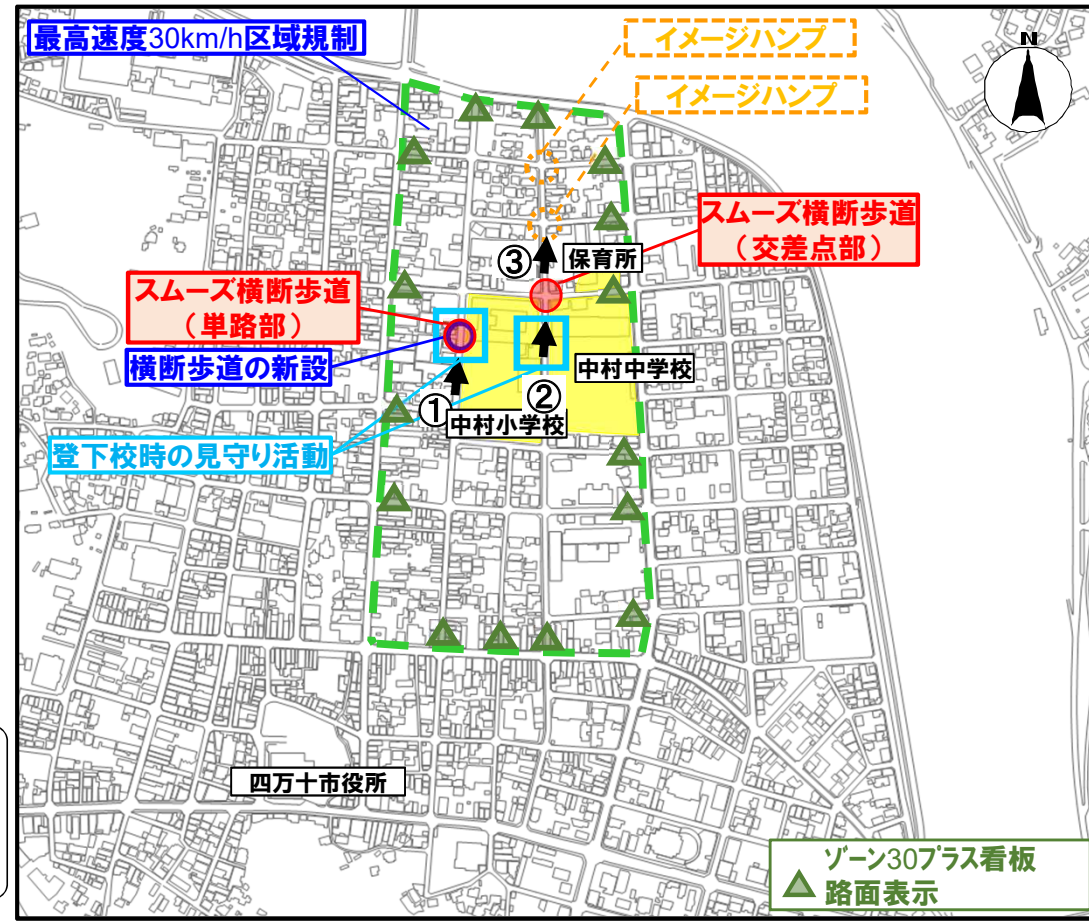 最高速度30km/h区域規制
イメージハンプ
イメージハンプ
N
スムーズ横断歩道
（交差点部）
③
保育所
スムーズ横断歩道
（単路部）
横断歩道の新設
中村中学校
①
②
中村小学校
登下校時の見守り活動
四万十市役所
ゾーン30プラス看板
路面表示